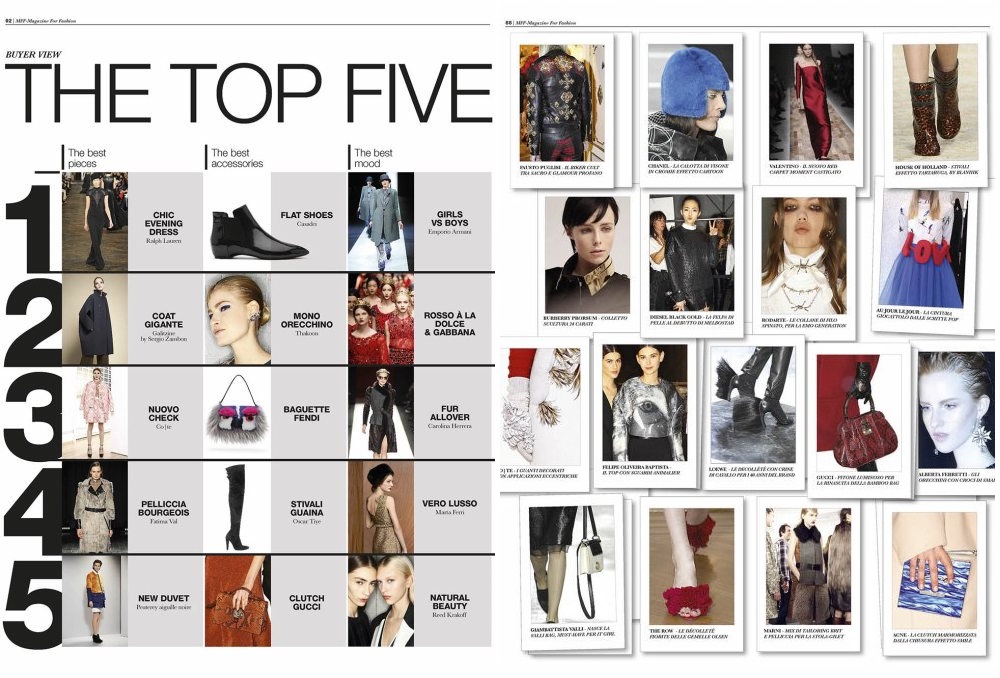 82 | MFF-Magazine For Fashion
BUYER VIEW
THE TOP FIVE
The best
pieces
The best
accessories
The best
mood
1
CHIC
EVENING
DRESS
Ralph Lauren
FLAT SHOES
Casadei
GIRLS
VS BOYS
Emporio Armani
2
COAT
GIGANTE
Galitzine
by Sergio Zambon
MONO
ORECCHINO
Thakoon
ROSSO À LA
DOLCE
& GABBANA
3
NUOVO
CHECK
Co|te
BAGUETTE
FENDI
FUR
ALLOVER
Carolina Herrera
4
PELLICCIA
BOURGEOIS
Fatima Val
STIVALI
GUAINA
Oscar Tiye
VERO LUSSO
Marta Ferri
5
NEW DUVET
Peuterey aiguille noire
CLUTCH
GUCCI
NATURAL
BEAUTY
Reed Krakoff
88 | MFF-Magazine For Fashion
FAUSTO PUGLISI - IL BIKER CULT
TRA SACRO E GLAMOUR PROFANO
CHANEL - LA CALOTTA DI VISONE
IN CROMIE EFFETTO CARTOON
VALENTINO - IL NUOVO RED
CARPET MOMENT CASTIGATO
HOUSE OF HOLLAND - STIVALI
EFFETTO TARTARUGA, BY BLAHNIK
BURBERRY PRORSUM - COLLETTO
SCULTURA 24 CARATI
DIESEL BLACK GOLD - LA FELPA DI
PELLE AL DEBUTTO DI MELBOSTAD
RODARTE - LE COLLANE DI FILO
SPINATO, PER LA EMO GENERATION
AU JOUR LE JOUR - LA CINTURA
GIOCATTOLO DALLE SCRITTE POP
LOV
|TE - I GUANTI DECORATI
APPLICAZIONI ECCENTRICHE
FELIPE OLIVEIRA BAPTISTA -
IL TOP CON SGUARDI ANIMALIER
LOEWE - LE DÉCOLLETÉ CON CRINE
DI CAVALLO PER I 40 ANNI DEL BRAND
GUCCI - PITONE LUMINOSO PER
LA RINASCITA DELLA BAMBOO BAG
ALBERTA FERRETTI - GLI
ORECCHINI CON CROCI DI SMAL
GIAMBATTISTA VALLI - NASCE LA
VALLI BAG, MUST-HAVE PER IT GIRL
THE ROW - LE DÉCOLLETÉ
FIORITE DELLE GEMELLE OLSEN
MARNI - MIX DI TAILORING BRIT
E PELLICCIA PER LA STOLA-GILET
ACNE - LA CLUTCH MARMORIZZATA
DALLA CHIUSURA EFFETTO SMILE